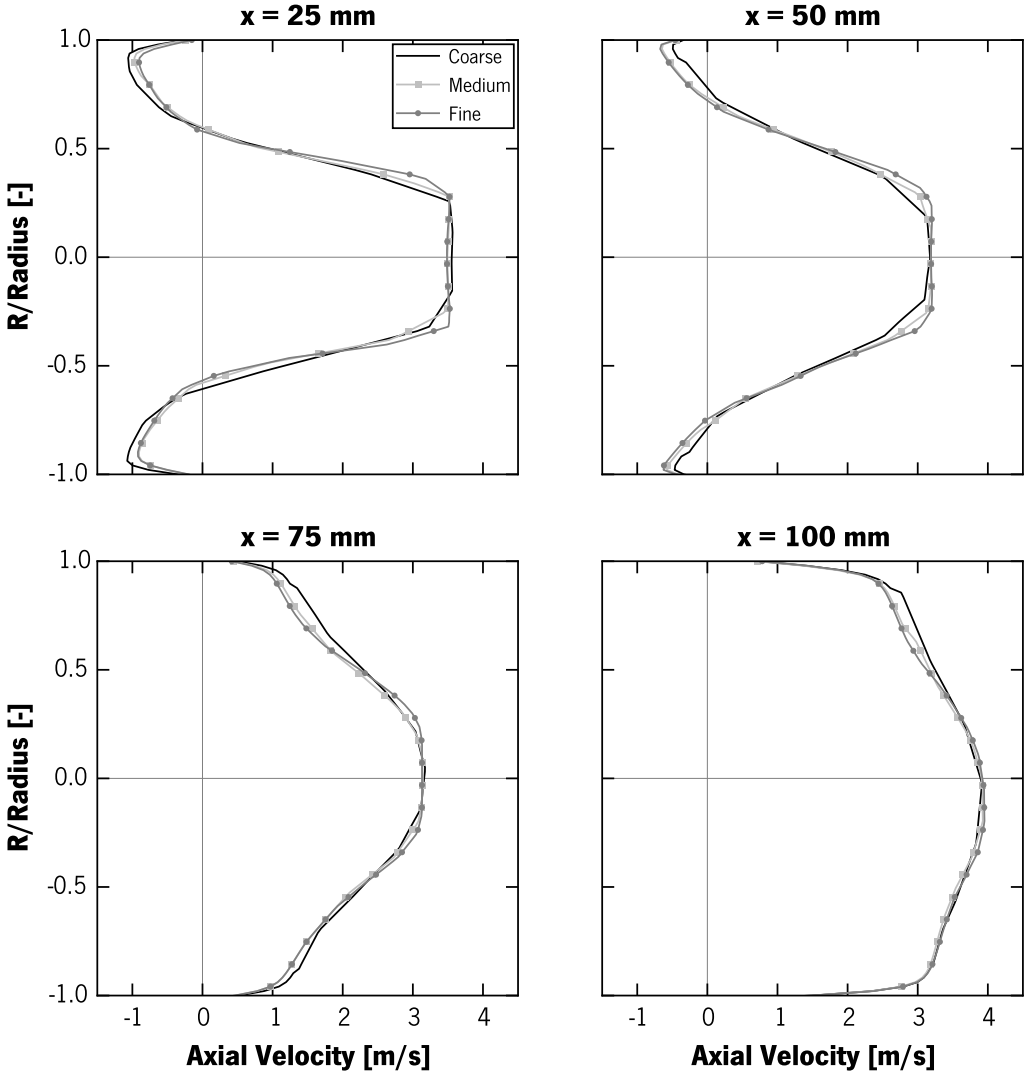 x = 25 mm
x = 50 mm
1.0
0.5
0.0
-0.5
-1.0
R/Radius [-]
Coarse
Medium
Fine
x = 75 mm
x = 100 mm
1.0
0.5
0.0
-0.5
-1.0
R/Radius [-]
-1 0 1 2 3 4
-1 0 1 2 3 4
Axial Velocity [m/s]
Axial Velocity [m/s]